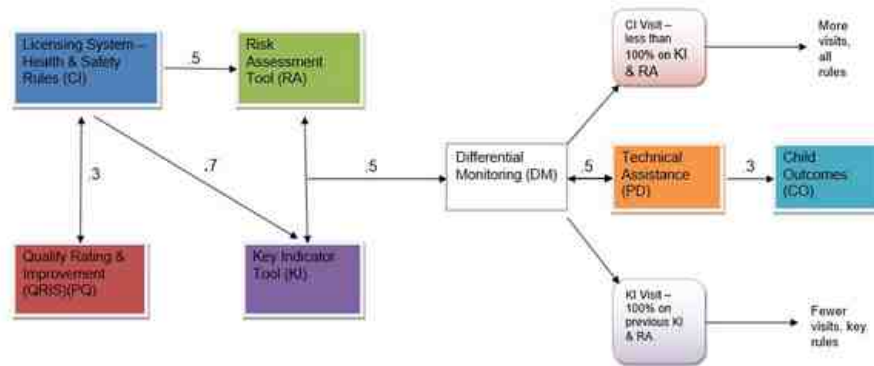 Licensing System –
Health & Safety
Rules (CI)
.5
Risk
Assessment
Tool (RA)
CI Visit –
less than
100% on KI
& RA
More
visits,
all
rules
.3
.7
.5
Differential
Monitoring (DM)
.5
Technical
Assistance
(PD)
.3
Child
Outcomes
(CO)
Quality Rating &
Improvement
(QRIS)(PQ)
Key Indicator
Tool (KI)
KI Visit –
100% on
previous KI
& RA
Fewer
visits, key
rules